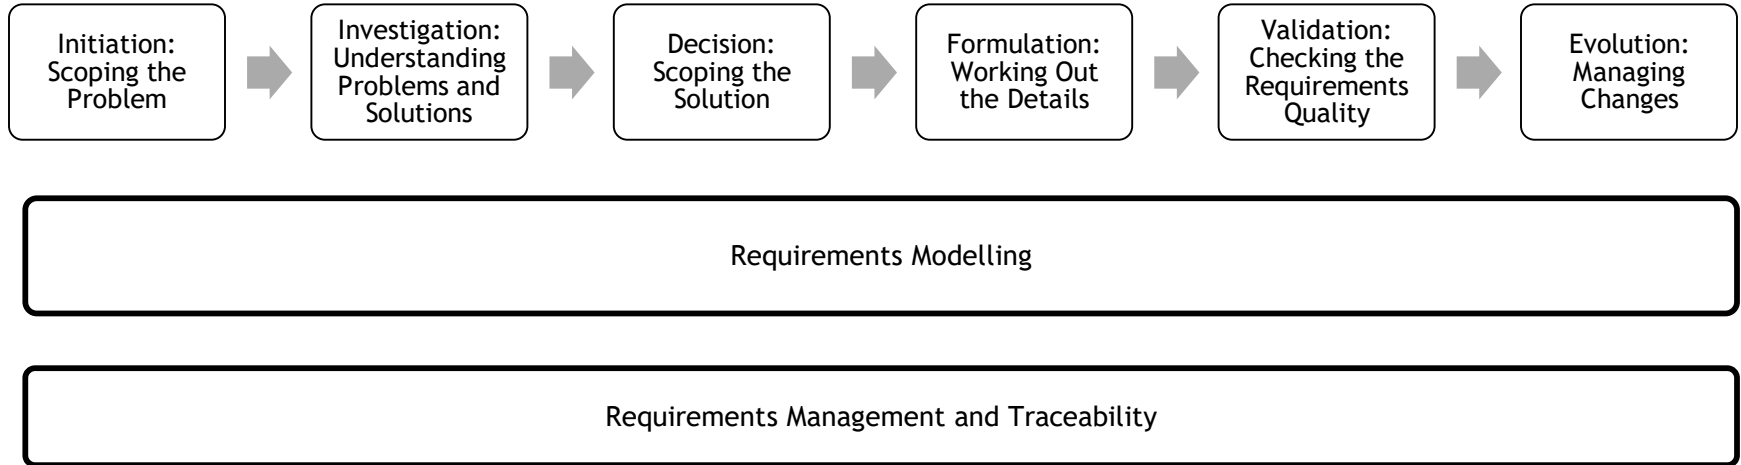 Initiation:
Scoping the
Problem
Investigation:
Understanding
Problems and
Solutions
Decision:
Scoping the
Solution
Formulation:
Working Out
the Details
Validation:
Checking the
Requirements
Quality
Evolution:
Managing
Changes
Requirements Modelling
Requirements Management and Traceability